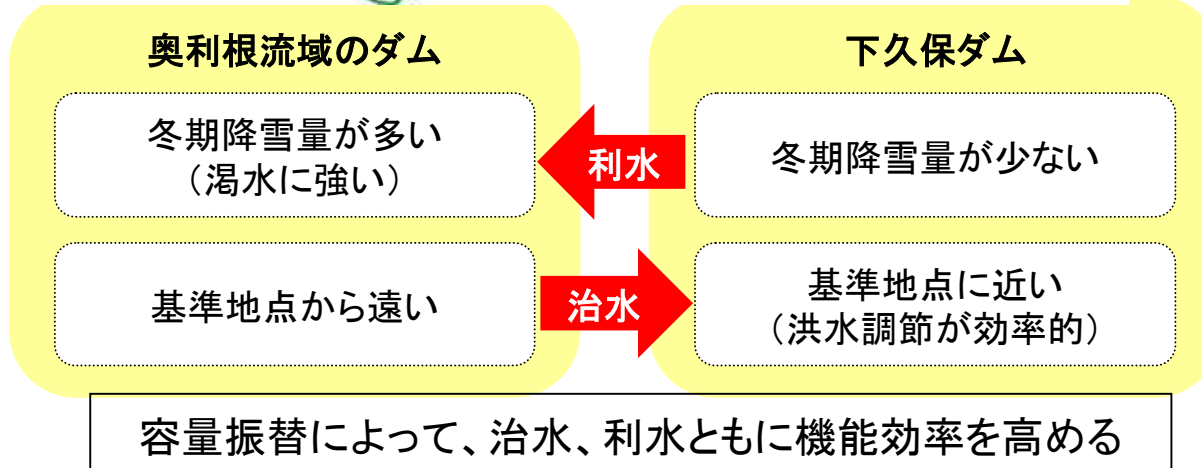 奥利根流域のダム
冬期降雪量が多い
（渇水に強い）
基準地点から遠い
利水
治水
下久保ダム
冬期降雪量が少ない
基準地点に近い
（洪水調節が効率的）
容量振替によって、治水、利水ともに機能効率を高める